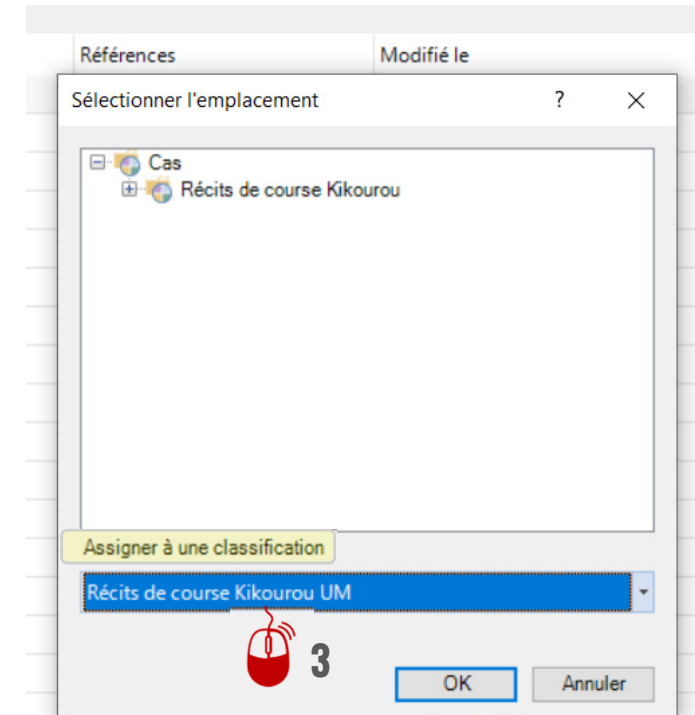 Références Modifié le
Sélectionner l'emplacement ? ×
Cas
Récits de course Kikourou
Assigner à une classification
Récits de course Kikourou UM
3
OK Annuler